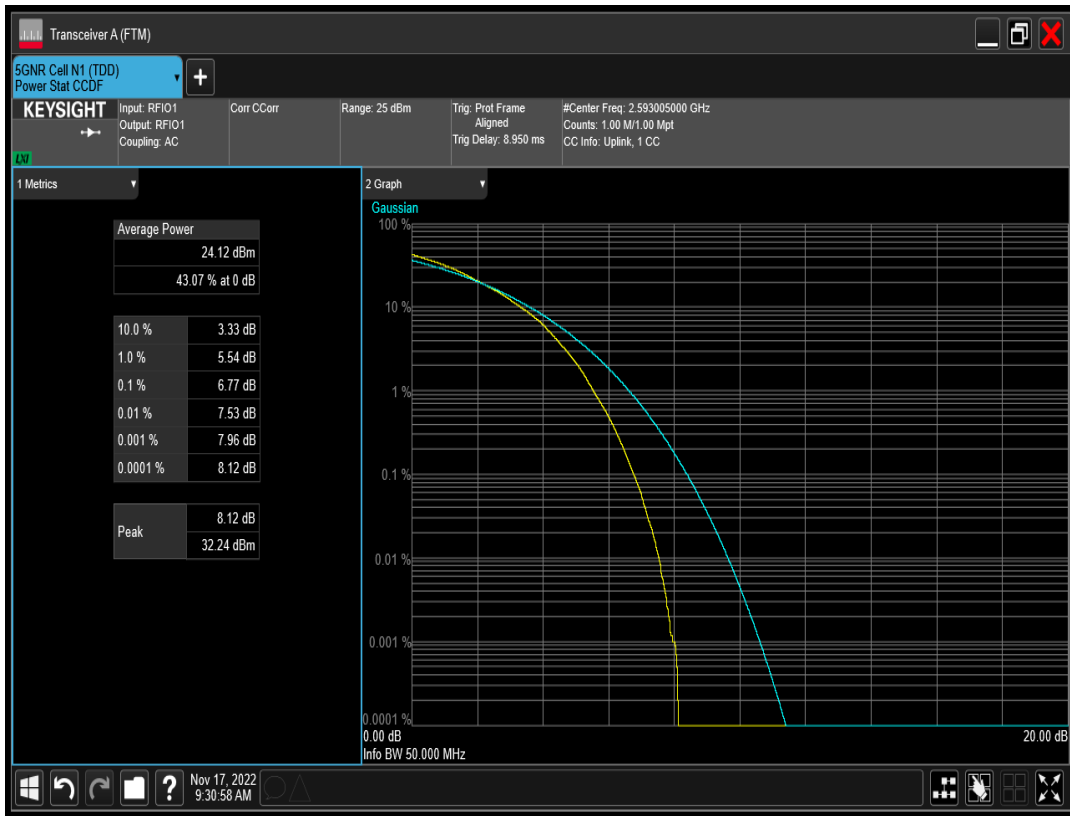 Transceiver A (FTM)
5GNR Cell N1 (TDD)
Power Stat CCDF
+
KEYSIGHT
LXI
Input: RFIO1
Output: RFIO1
Coupling: AC
Corr CCorr
Range: 25 dBm
Trig: Prot Frame
Aligned
Trig Delay: 8.950 ms
#Center Freq: 2.593005000 GHz
Counts: 1.00 M/1.00 Mpt
CC Info: Uplink, 1 CC
1 Metrics
Average Power
24.12 dBm
43.07 % at 0 dB
10.0 % 3.33 dB
1.0 % 5.54 dB
0.1 % 6.77 dB
0.01 % 7.53 dB
0.001 % 7.96 dB
0.0001 % 8.12 dB
Peak 8.12 dB
32.24 dBm
2 Graph
Gaussian
100 %
10 %
1 %
0.1 %
0.01 %
0.001 %
0.0001 %
0.00 dB 20.00 dB
Info BW 50.000 MHz
?
Nov 17, 2022
9:30:58 AM